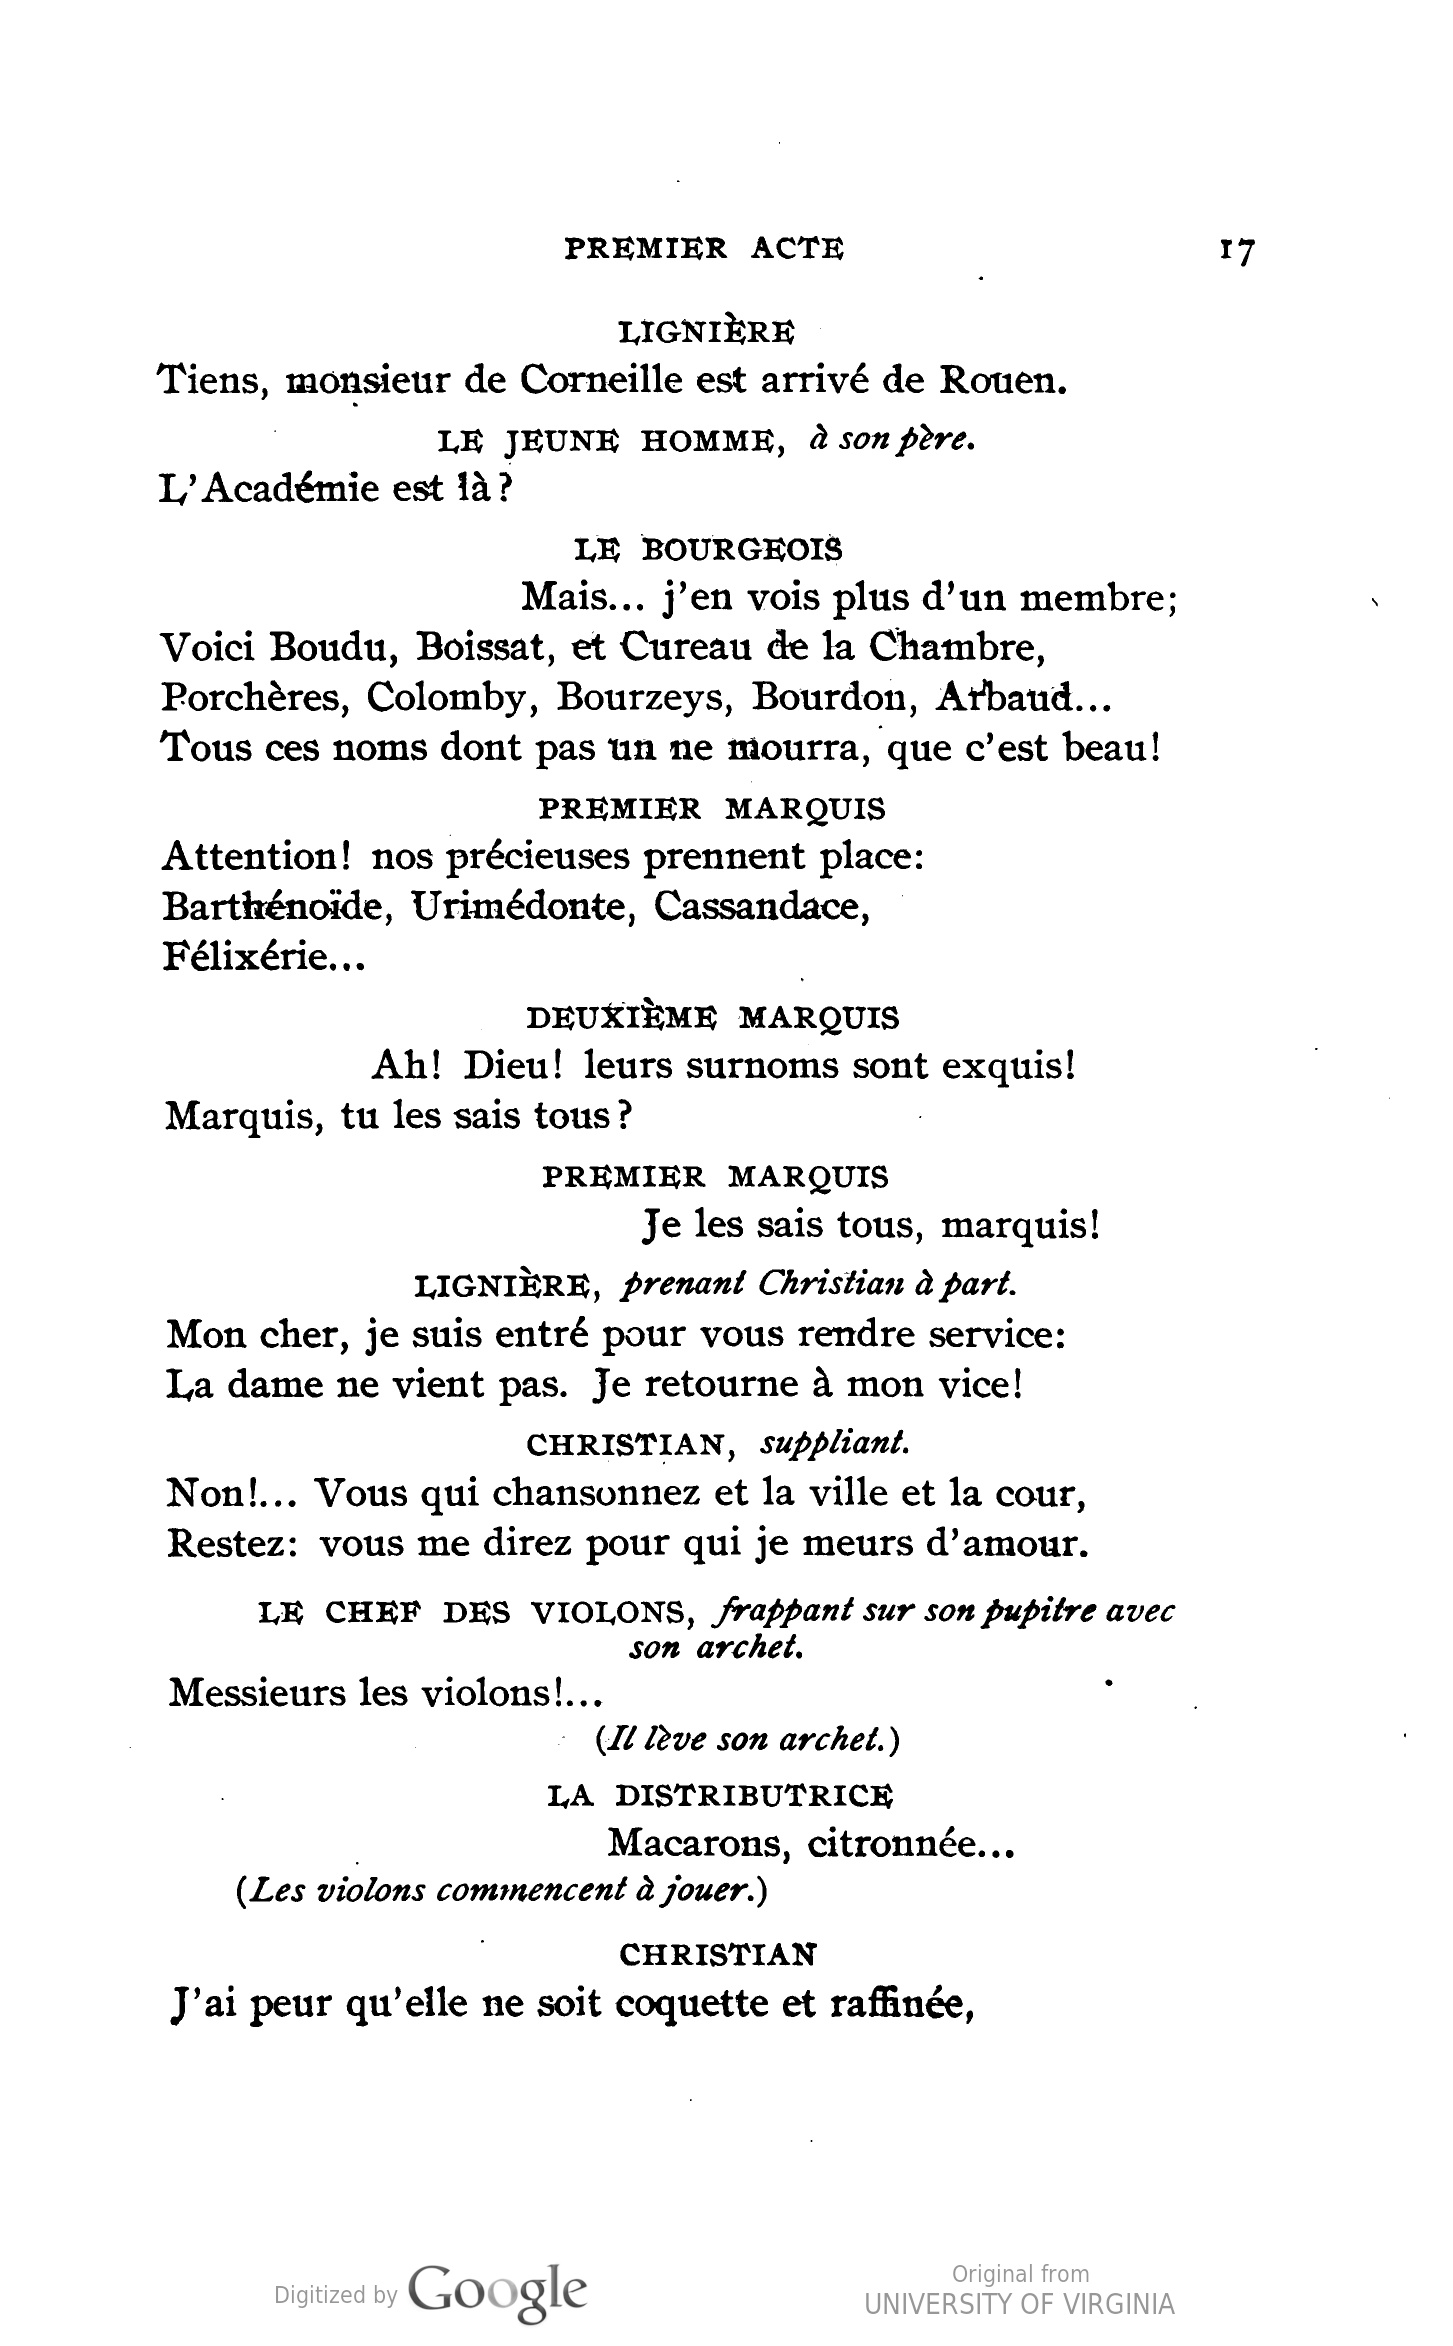 PREMIER ACTE 17
LIGNIÈRE
Tiens, monsieur de Corneille est arrivé de Rouen.
LE JEUNE HOMME, à son père.
L'Académie est là?
LE BOURGEOIS
Mais... j'en vois plus d'un membre;
Voici Boudu, Boissat, et Cureau de la Chambre,
Porchères, Colomby, Bourzeys, Bourdon, Arbaud...
Tous ces noms dont pas un ne mourra, que c'est beau!
PREMIER MARQUIS
Attention! nos précieuses prennent place:
Barthénoïde, Urimédonte, Cassandace,
Félixérie...
DEUXIÈME MARQUIS
Ah! Dieu! leurs surnoms sont exquis!
Marquis, tu les sais tous?
PREMIER MARQUIS
Je les sais tous, marquis!
LIGNIÈRE, prenant Christian à part.
Mon cher, je suis entré pour vous rendre service:
La dame ne vient pas. Je retourne à mon vice!
CHRISTIAN, suppliant.
Non!... Vous qui chansonnez et la ville et la cour,
Restez: vous me direz pour qui je meurs d'amour.
LE CHEF DES VIOLONS, frappant sur son pupitre avec
son archet.
Messieurs les violons!...
(Il lève son archet.)
LA DISTRIBUTRICE
Macarons, citronnée...
(Les violons commencent à jouer.)
CHRISTIAN
J'ai peur qu'elle ne soit coquette et raffinée,
Digitized by Google
Original from
UNIVERSITY OF VIRGINIA